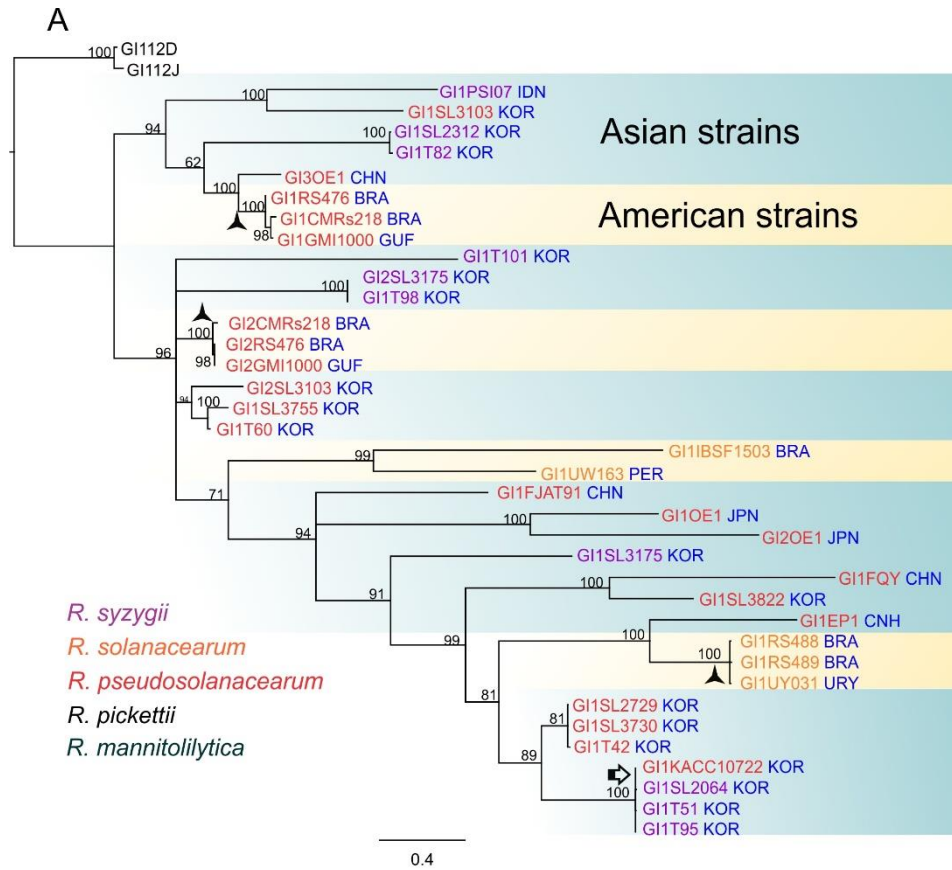 A
100
GI112D
GI112J
GI1PSI07 IDN
100
GI1SL3103 KOR
94
100 GI1SL2312 KOR
GI1T82 KOR
Asian strains
62
GI3OE1 CHN
100
GI1RS476 BRA
100
GI1CMRs218 BRA
98 GI1GMI1000 GUF
American strains
GI1T101 KOR
GI2SL3175 KOR
100
GI1T98 KOR
GI2CMRs218 BRA
100
GI2RS476 BRA
96
98
GI2GMI1000 GUF
GI2SL3103 KOR
94
100
GI1SL3755 KOR
GI1T60 KOR
GI1IBSF1503 BRA
99
GI1UW163 PER
71
GI1FJAT91 CHN
GI1OE1 JPN
100
94
GI2OE1 JPN
GI1SL3175 KOR
GI1FQY CHN
100
91
GI1SL3822 KOR
GI1EP1 CNH
99
100
GI1RS488 BRA
100
GI1RS489 BRA
GI1UY031 URY
81
GI1SL2729 KOR
81
GI1SL3730 KOR
GI1T42 KOR
89
GI1KACC10722 KOR
GI1SL2064 KOR
100
GI1T51 KOR
GI1T95 KOR
R. syzygii
R. solanacearum
R. pseudosolanacearum
R. pickettii
R. mannitolilytica
0.4